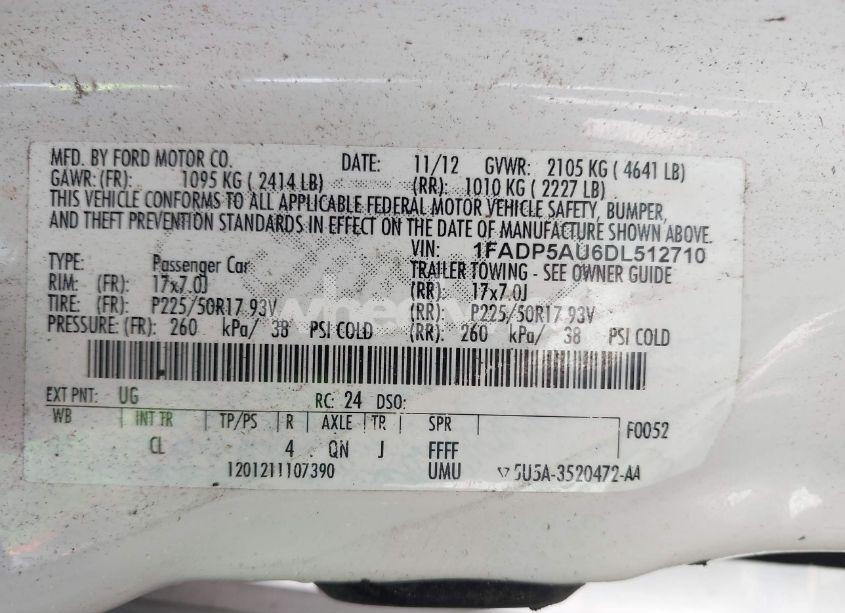 MFD. BY FORD MOTOR CO. DATE: 11/12 GVWR: 2105 KG ( 4641 LB)
GAWR: (FR): 1095 KG ( 2414 LB) (RR): 1010 KG ( 2227 LB)
THIS VEHICLE CONFORMS TO ALL APPLICABLE FEDERAL MOTOR VEHICLE SAFETY, BUMPER,
AND THEFT PREVENTION STANDARDS IN EFFECT ON THE DATE OF MANUFACTURE SHOWN ABOVE.
VIN: 1FADP5AU6DL512710
TYPE: Passenger Car TRAILER TOWING - SEE OWNER GUIDE
RIM: (FR): 17x7.0J (RR): 17x7.0J
TIRE: (FR): P225/50R17 93V (RR): P225/50R17 93V
PRESSURE: (FR): 260 kPa/ 38 PSI COLD (RR): 260 kPa/ 38 PSI COLD
EXT PNT: UG RC: 24 DSO:
WB INT TR TP/PS R AXLE TR SPR F0052
CL 4 QN J FFFF
1201211107390 UMU 5U5A-3520472-AA